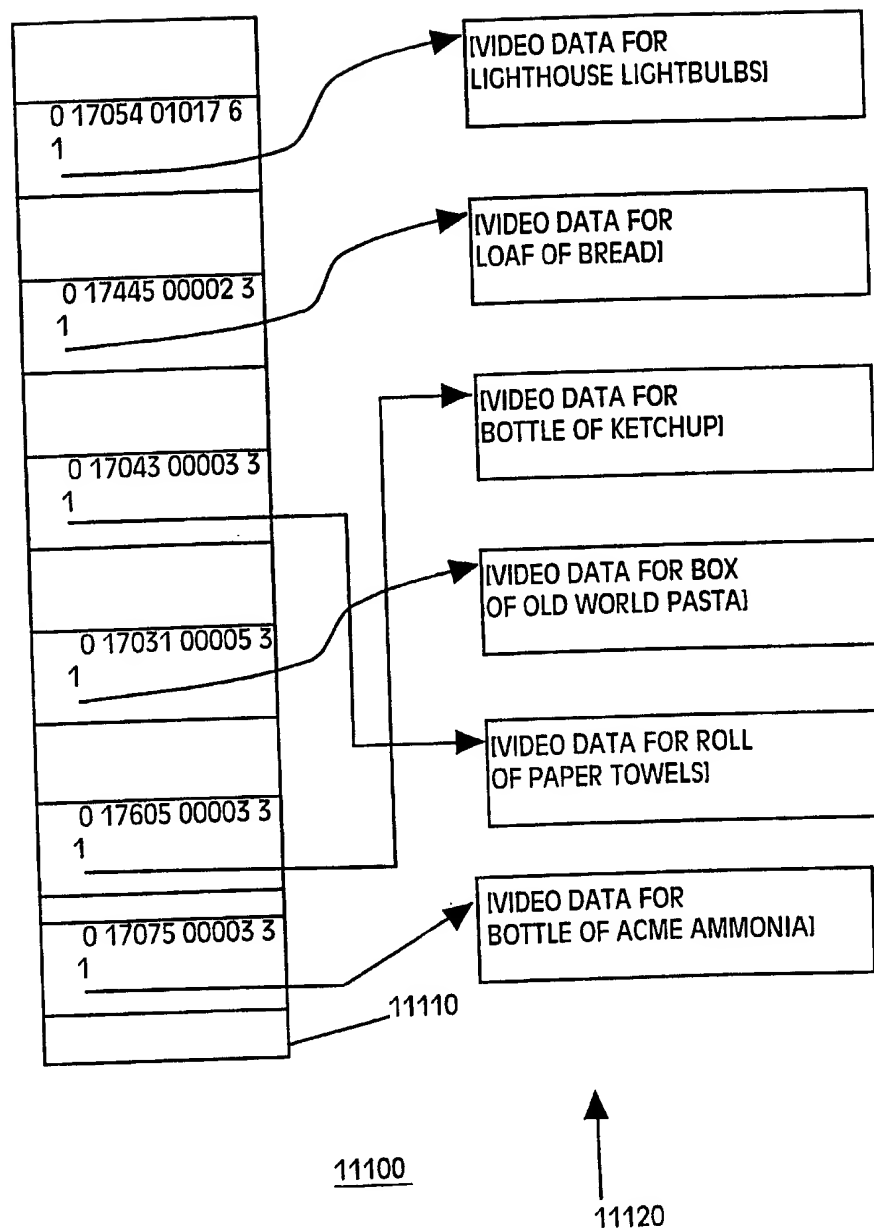 [VIDEO DATA FOR
LIGHTHOUSE LIGHTBULBS]
0 17054 01017 6
1
[VIDEO DATA FOR
LOAF OF BREAD]
0 17445 00002 3
1
[VIDEO DATA FOR
BOTTLE OF KETCHUP]
0 17043 00003 3
1
[VIDEO DATA FOR BOX
OF OLD WORLD PASTA]
0 17031 00005 3
1
[VIDEO DATA FOR ROLL
OF PAPER TOWELS]
0 17605 00003 3
1
[VIDEO DATA FOR
BOTTLE OF ACME AMMONIA]
0 17075 00003 3
1
11110
11100
11120